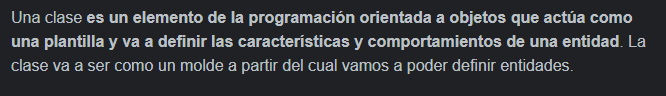 Una clase es un elemento de la programación orientada a objetos que actúa como
una plantilla y va a definir las características y comportamientos de una entidad. La
clase va a ser como un molde a partir del cual vamos a poder definir entidades.